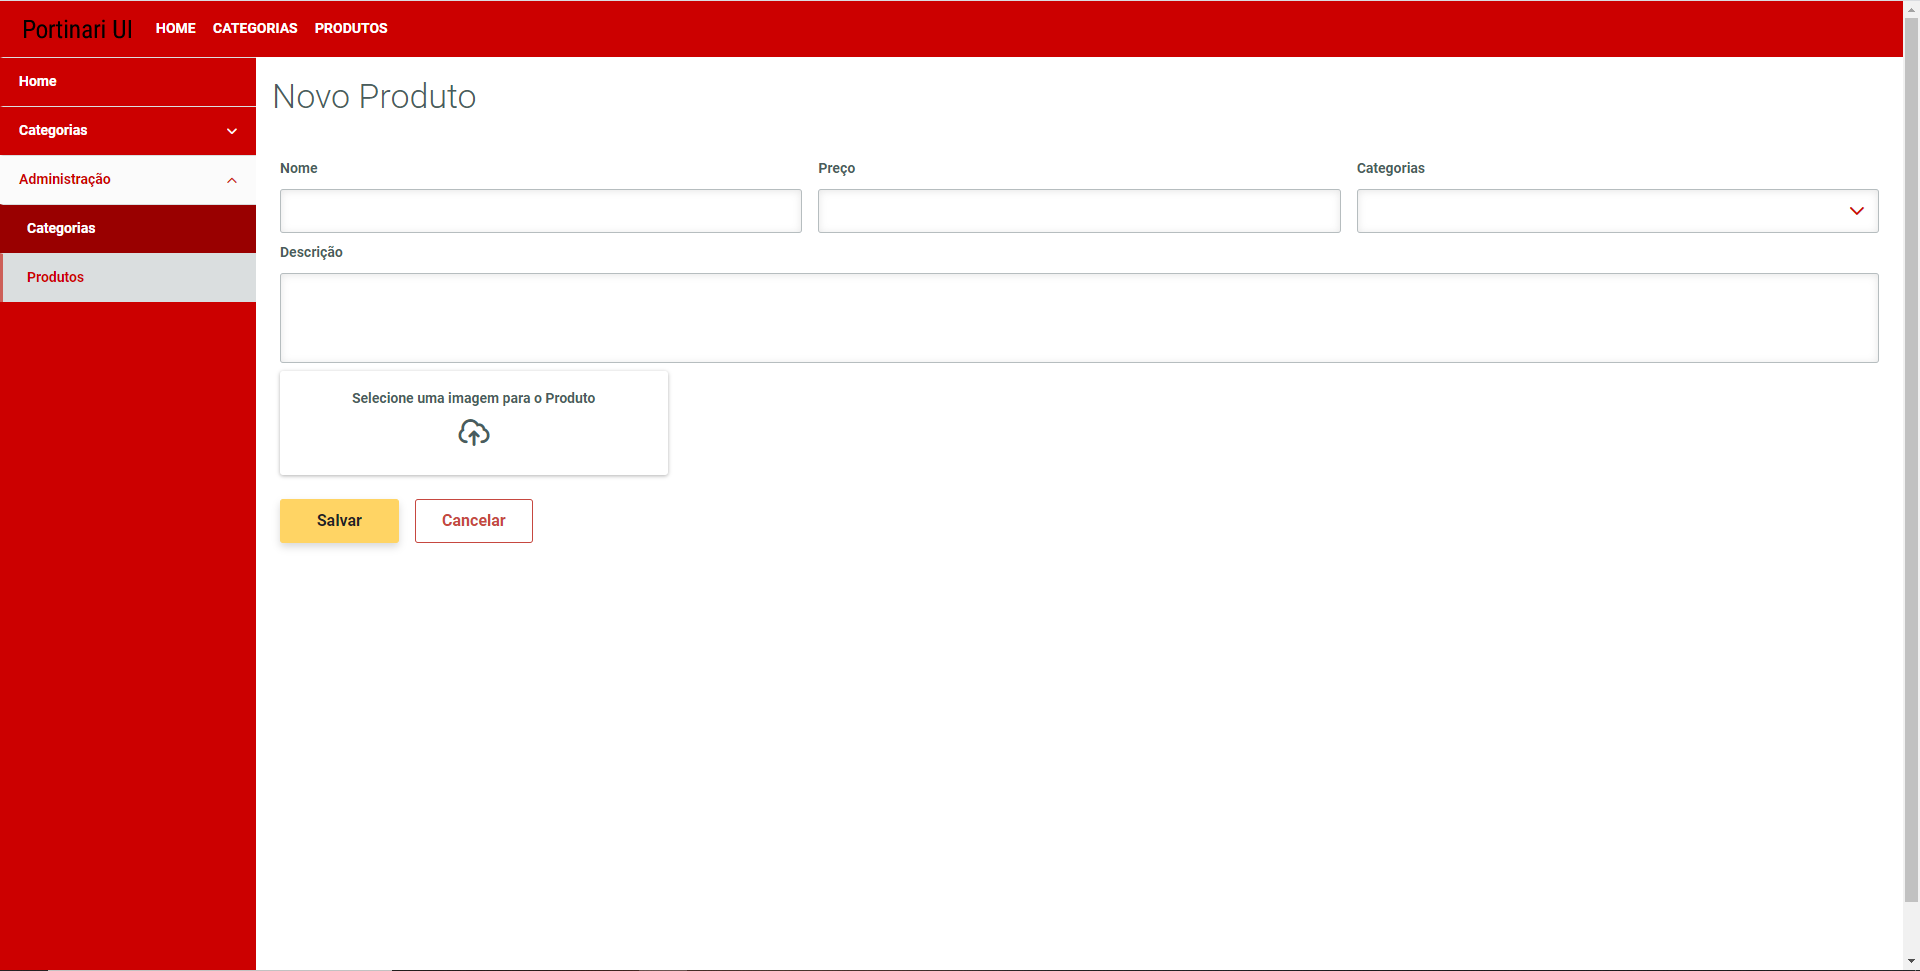 Portinari UI HOME CATEGORIAS PRODUTOS
Home
Categorias
Administração
Categorias
Produtos
Novo Produto
Nome Preço Categorias
Descrição
Selecione uma imagem para o Produto
Salvar Cancelar